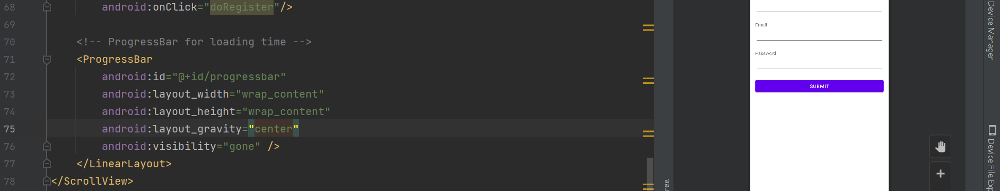 68 android:onClick="doRegister"/>
69
70 <!-- ProgressBar for loading time -->
71 <ProgressBar
72 android:id="@+id/progressbar"
73 android:layout_width="wrap_content"
74 android:layout_height="wrap_content"
75 android:layout_gravity="center"
76 android:visibility="gone" />
77 </LinearLayout>
78 </ScrollView>
ree
Email
Password
SUBMIT
Device Manager
Device File Exp